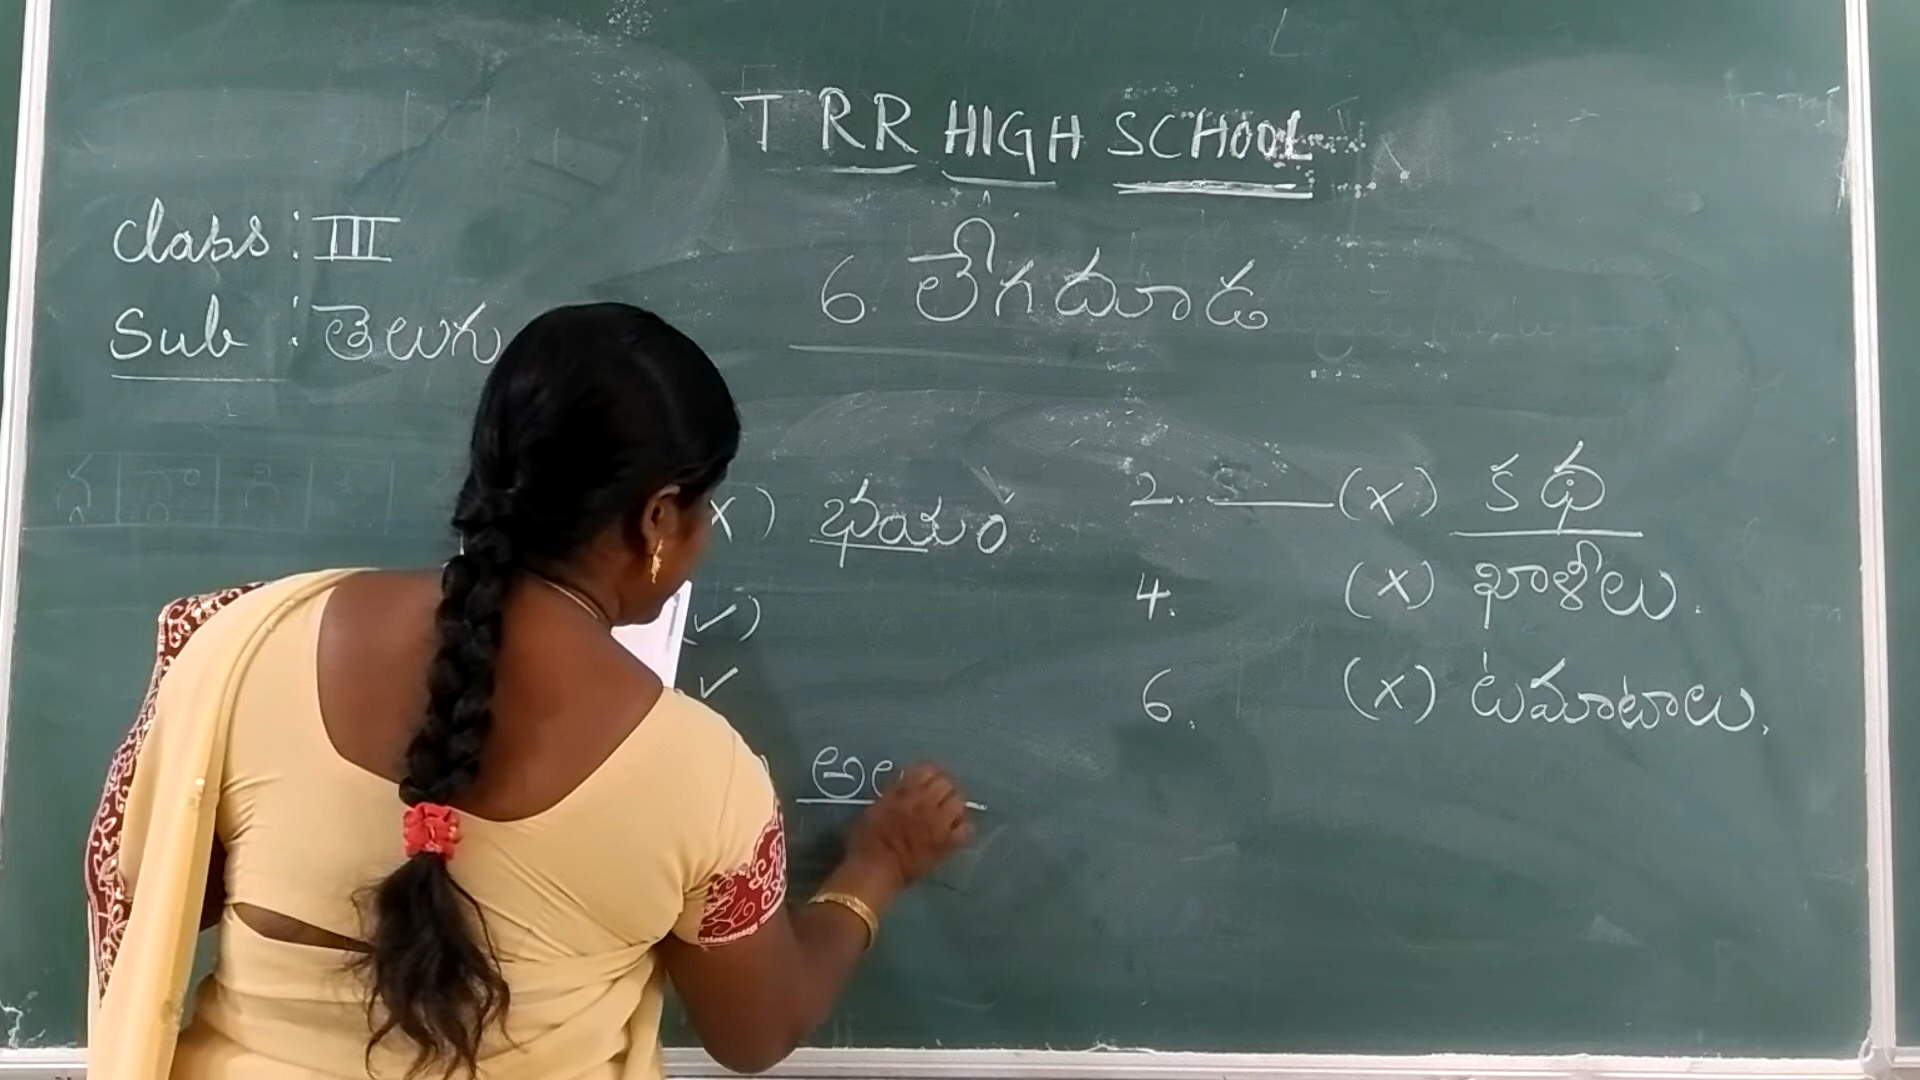 T RR HIGH SCHOOL
Class : III
6. లేగదూడ
Sub : తెలుగు
X) భయం
2. (X) కథ
(✓)
4. (X) ఖాళీలు.
✓
6. (X) టమాటాలు.